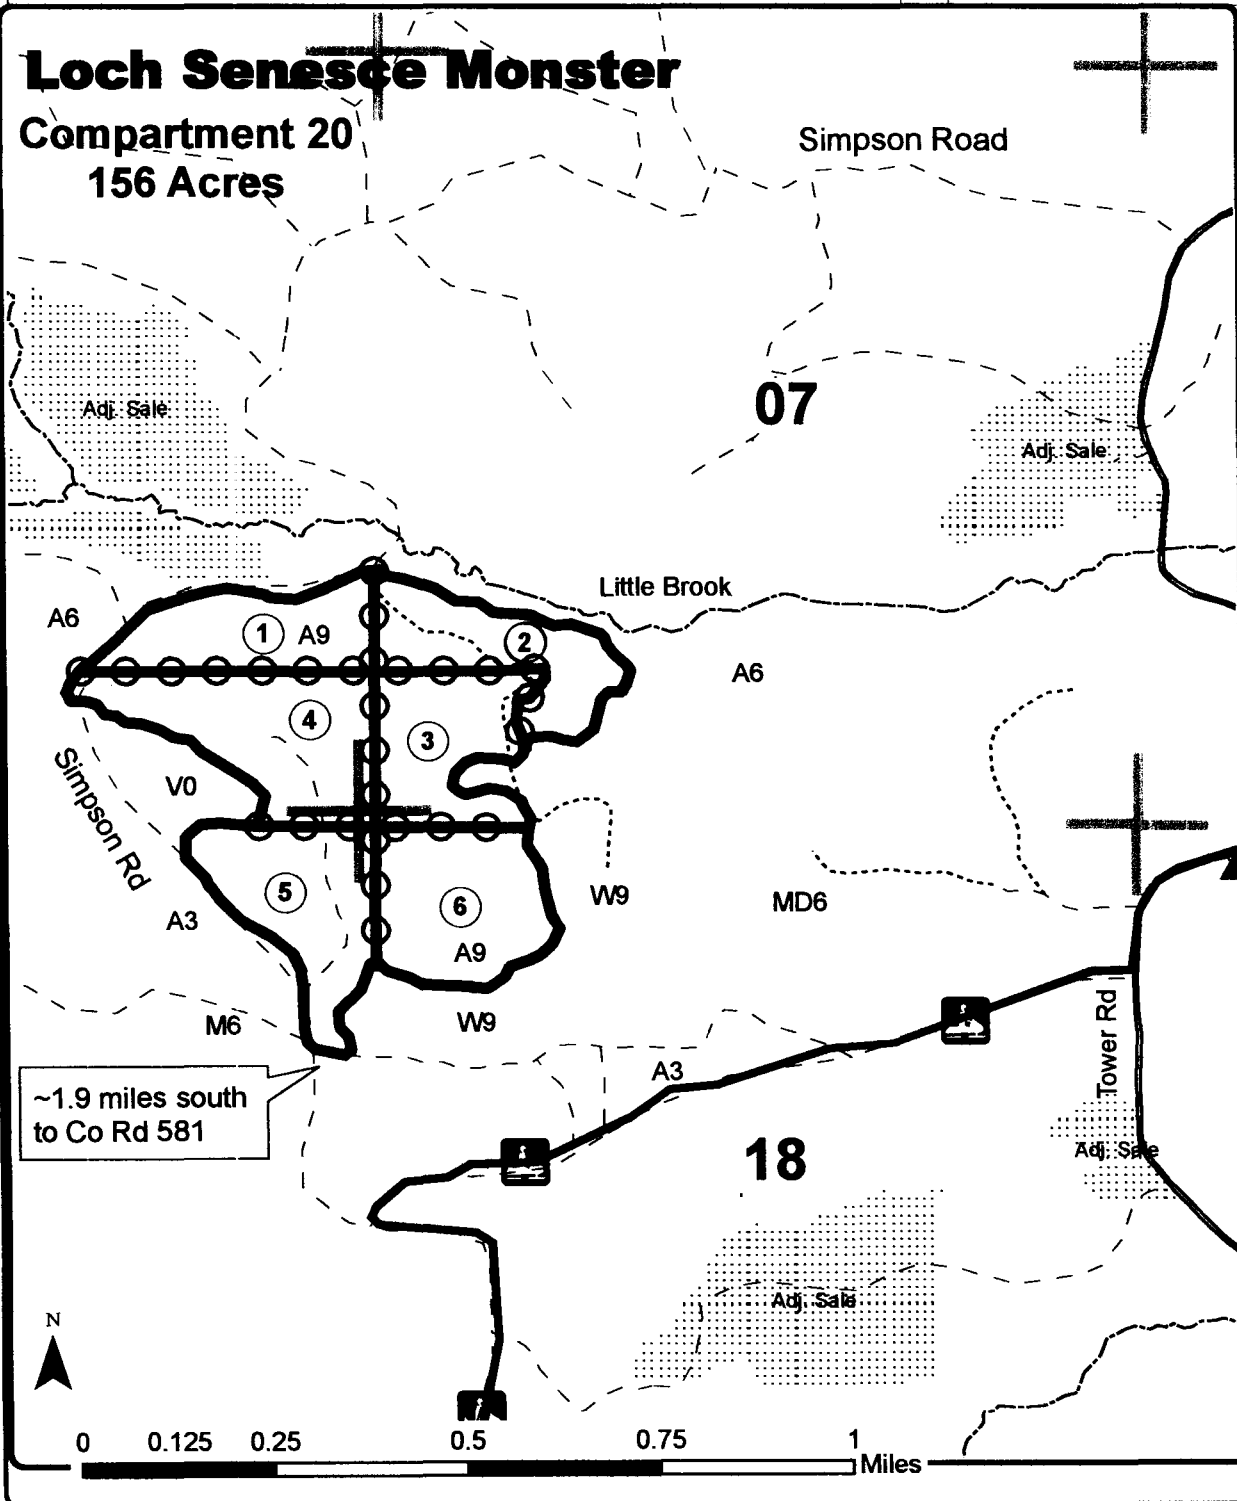 Loch Senesce Monster
Compartment 20
156 Acres
Simpson Road
Adj. Sale
07
Adj. Sale
Little Brook
A6
1
A9
2
A6
4
3
Simpson Rd
V0
5
6
W9
MD6
A3
A9
M6
W9
Tower Rd
A3
~1.9 miles south
to Co Rd 581
18
Adj. Sale
Adj. Sale
N
0 0.125 0.25 0.5 0.75 1
Miles